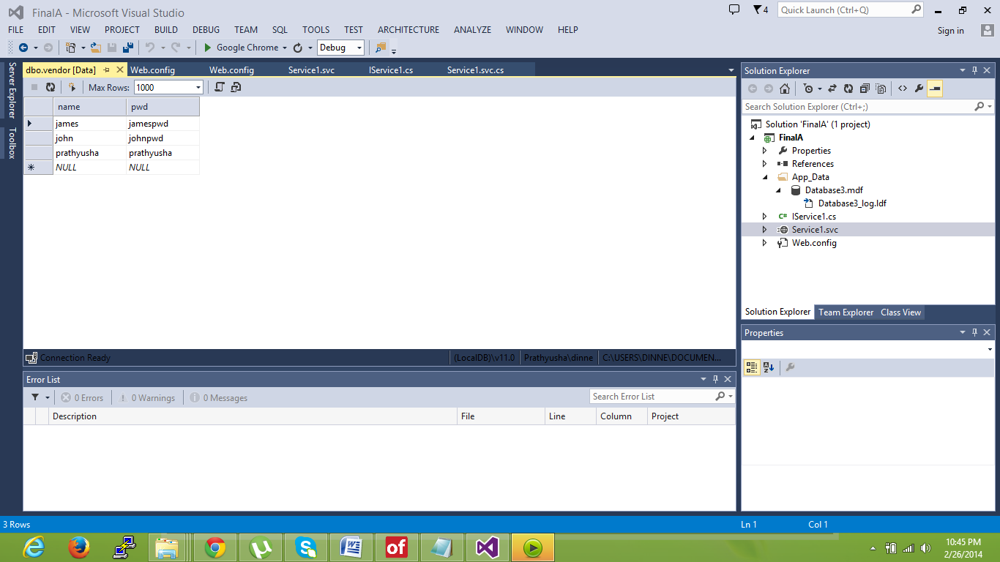 FinalA - Microsoft Visual Studio
4
Quick Launch (Ctrl+Q)
FILE EDIT VIEW PROJECT BUILD DEBUG TEAM SQL TOOLS TEST ARCHITECTURE ANALYZE WINDOW HELP
Sign in
Google Chrome Debug
Server Explorer
Toolbox
dbo.vendor [Data] Web.config Web.config Service1.svc IService1.cs Service1.svc.cs
Max Rows: 1000
name pwd
james jamespwd
john johnpwd
prathyusha prathyusha
NULL NULL
Connection Ready (LocalDB)\v11.0 Prathyusha\dinne C:\USERS\DINNE\DOCUMEN...
Error List
0 Errors 0 Warnings 0 Messages
Search Error List
Description File Line Column Project
Solution Explorer
Search Solution Explorer (Ctrl+;)
Solution 'FinalA' (1 project)
FinalA
Properties
References
App_Data
Database3.mdf
Database3_log.ldf
IService1.cs
Service1.svc
Web.config
Solution Explorer Team Explorer Class View
Properties
3 Rows Ln 1 Col 1
of
10:45 PM
2/26/2014